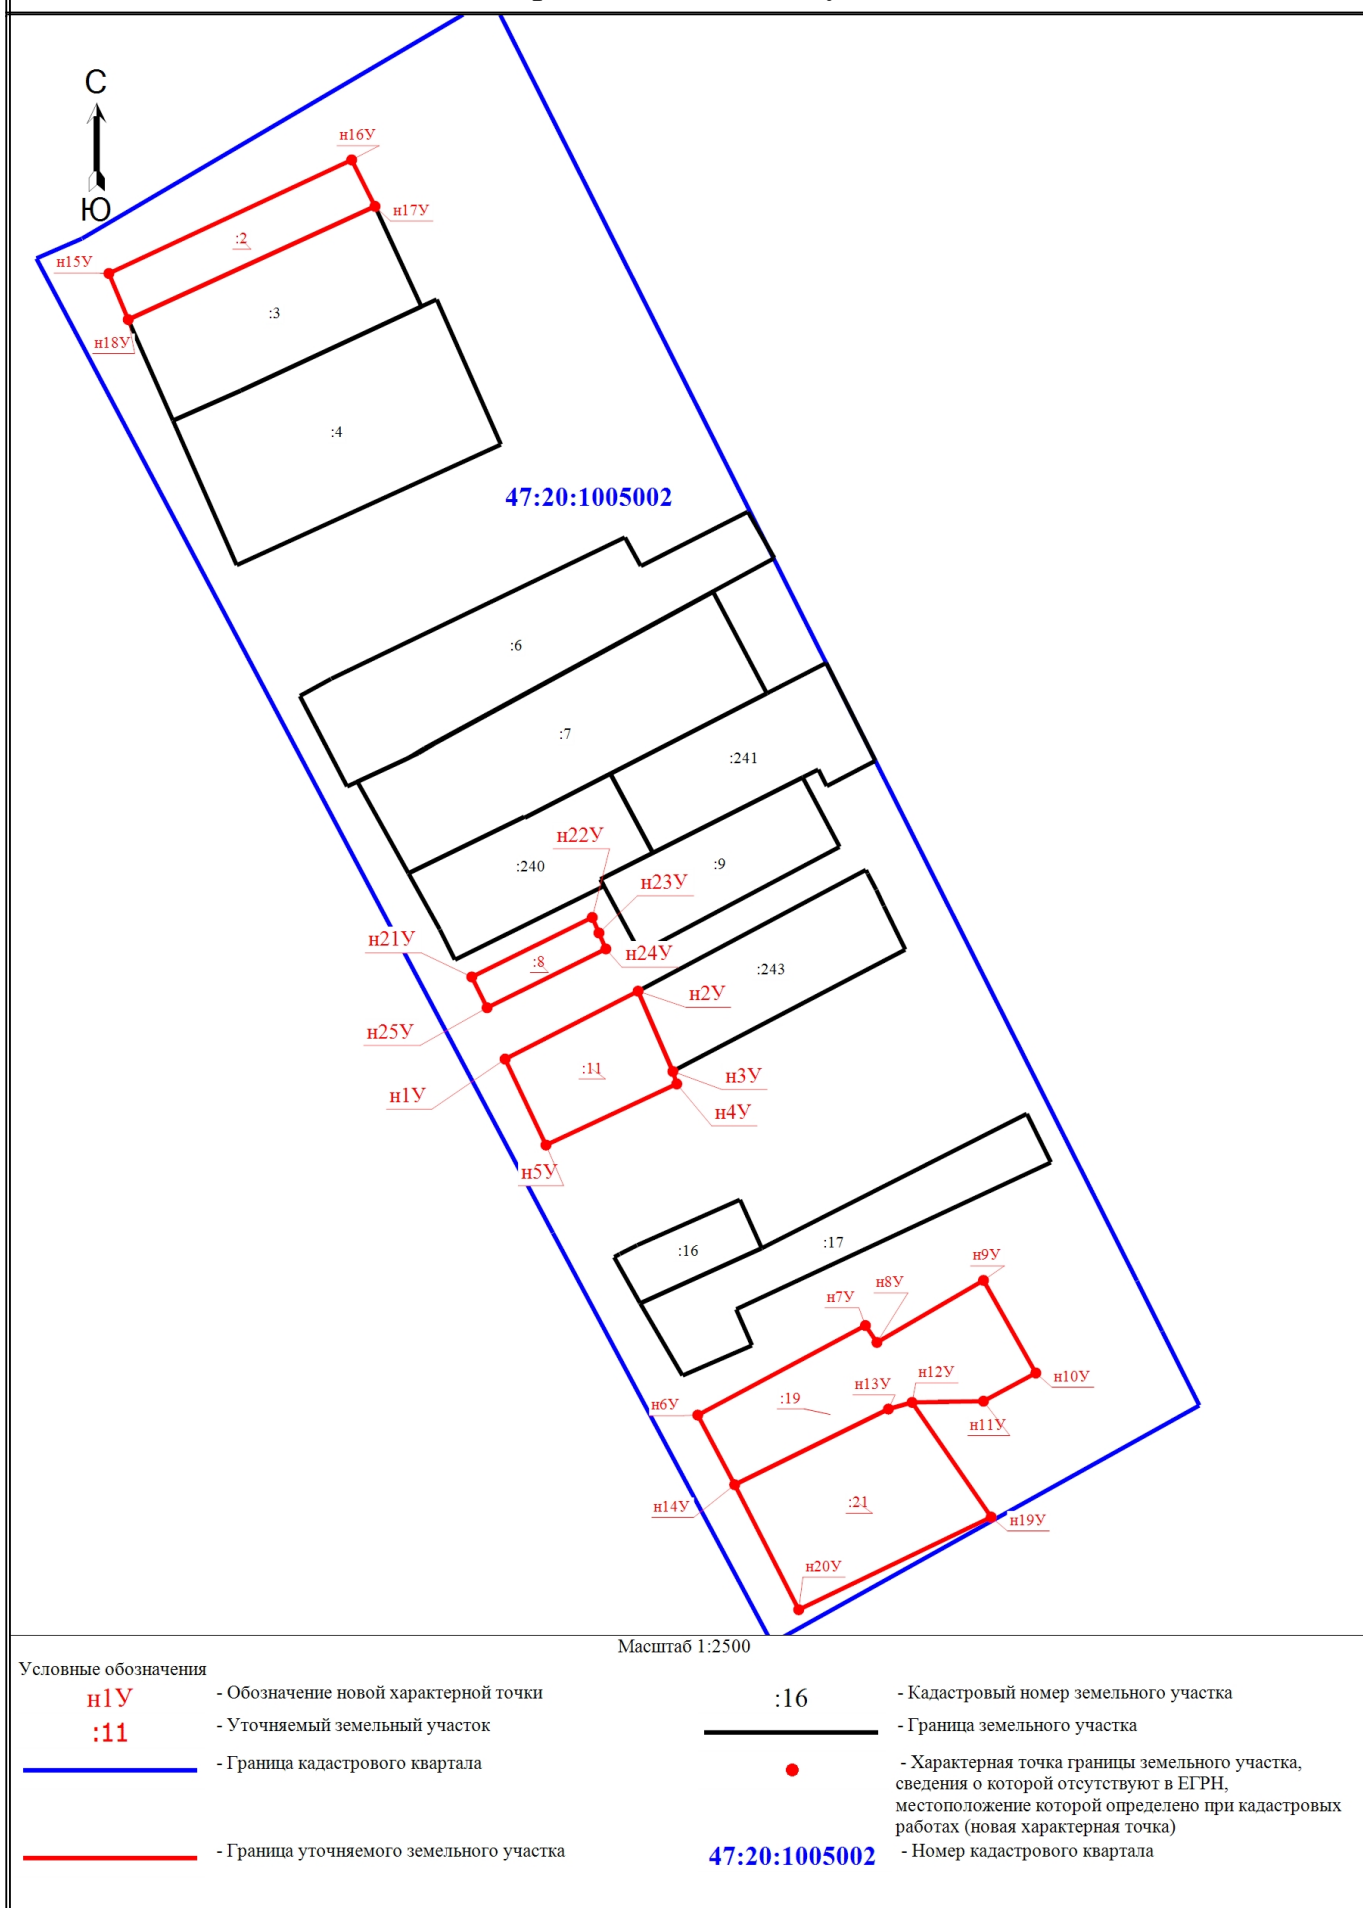 С
Ю
н16У
н17У
:2
н15У
:3
н18У
:4
47:20:1005002
:6
:7
:241
н22У
:240
:9
н23У
н21У
н24У
:8
:243
н2У
н25У
:11
н3У
н1У
н4У
н5У
:17
:16
н9У
н8У
н7У
н12У
н10У
н13У
:19
н6У
н11У
:21
н14У
н19У
н20У
Масштаб 1:2500
Условные обозначения
н1У - Обозначение новой характерной точки
:11 - Уточняемый земельный участок
- Граница кадастрового квартала
- Граница уточняемого земельного участка
:16 - Кадастровый номер земельного участка
- Граница земельного участка
- Характерная точка границы земельного участка,
сведения о которой отсутствуют в ЕГРН,
местоположение которой определено при кадастровых
работах (новая характерная точка)
47:20:1005002 - Номер кадастрового квартала